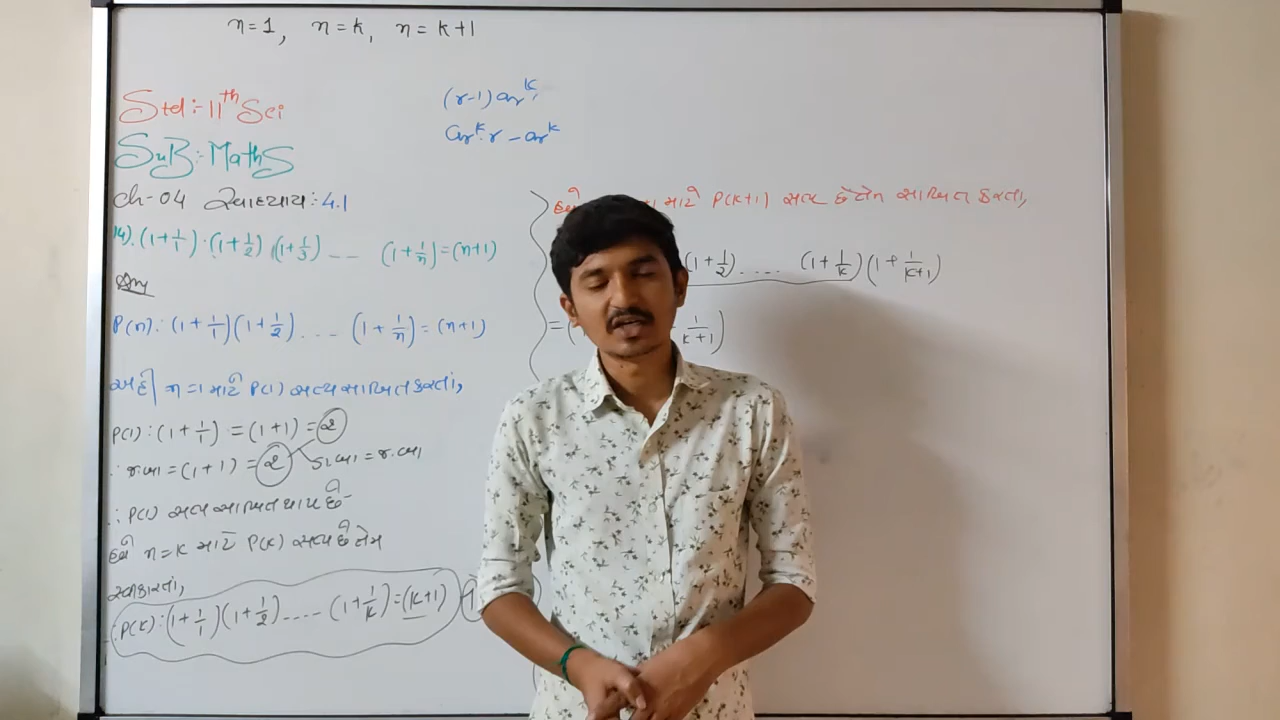 n=1, n=k, n=k+1
Std:-11th Sci
(r-1)ar^k
ar^k·r-ar^k
SuB:-MathS
ch-04 સ્વાધ્યાય:4.1
14).(1+1/1)·(1+1/2)(1+1/3)... (1+1/n)=(n+1)
Ans
P(n):(1+1/1)(1+1/2)....(1+1/n)=(n+1)
અહીં n=1 માટે P(1) સત્ય સાબિત કરતાં,
P(1):(1+1/1)=(1+1)=2
∴ જ.બા=(1+1)=2 ડા.બા=જ.બા
∴ P(1) સત્ય સાબિત થાય છે
હવે n=k માટે P(k) સત્ય છે તેમ
સ્વીકારતાં,
∴P(k):(1+1/1)(1+1/2)....(1+1/k)=(k+1)
હવે માટે P(k+1) સત્ય છે તેમ સાબિત કરતા,
(1+1/2)..... (1+1/k)(1+1/k+1)
=( 1/k+1)